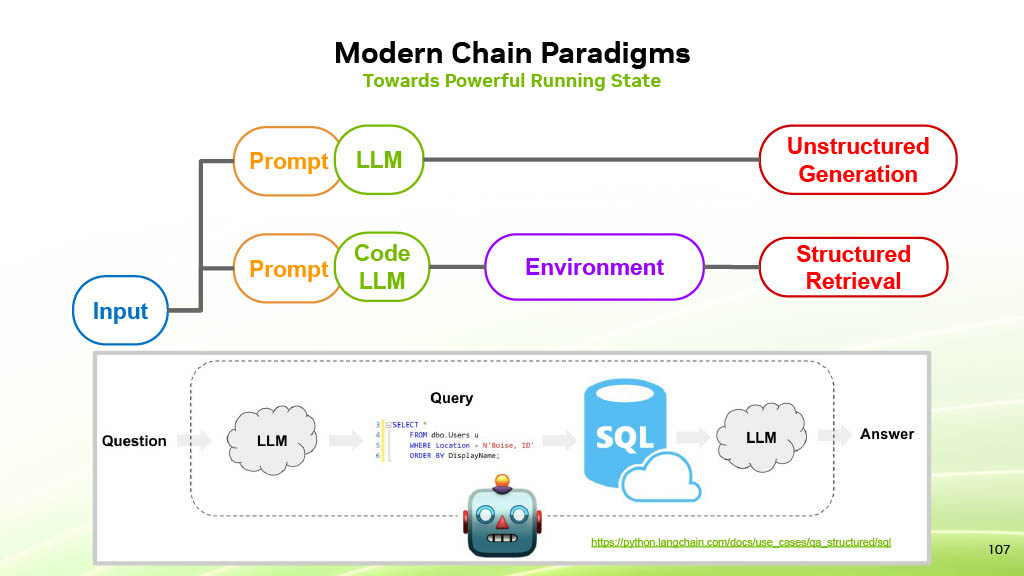 Modern Chain Paradigms
Towards Powerful Running State
Prompt
LLM
Unstructured
Generation
Prompt
Code
LLM
Environment
Structured
Retrieval
Input
Question
LLM
Query
3 SELECT *
4 FROM dbo.Users u
5 WHERE Location = N'Boise, ID'
6 ORDER BY DisplayName;
SQL
LLM
Answer
https://python.langchain.com/docs/use_cases/qa_structured/sql
107